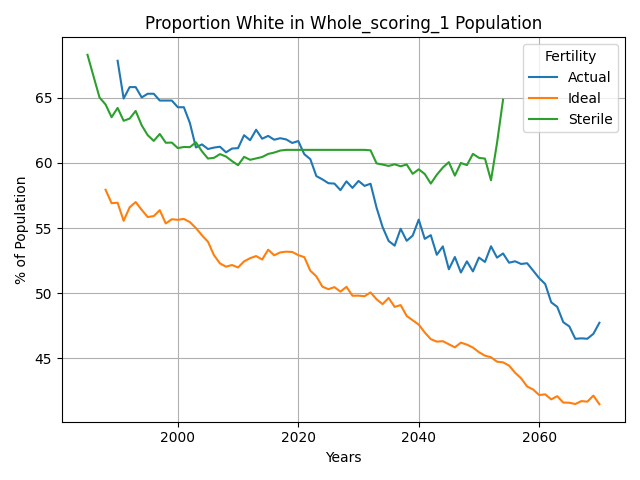 Proportion White in Whole_scoring_1 Population
Fertility
Actual
Ideal
Sterile
% of Population
65
60
55
50
45
2000
2020
2040
2060
Years